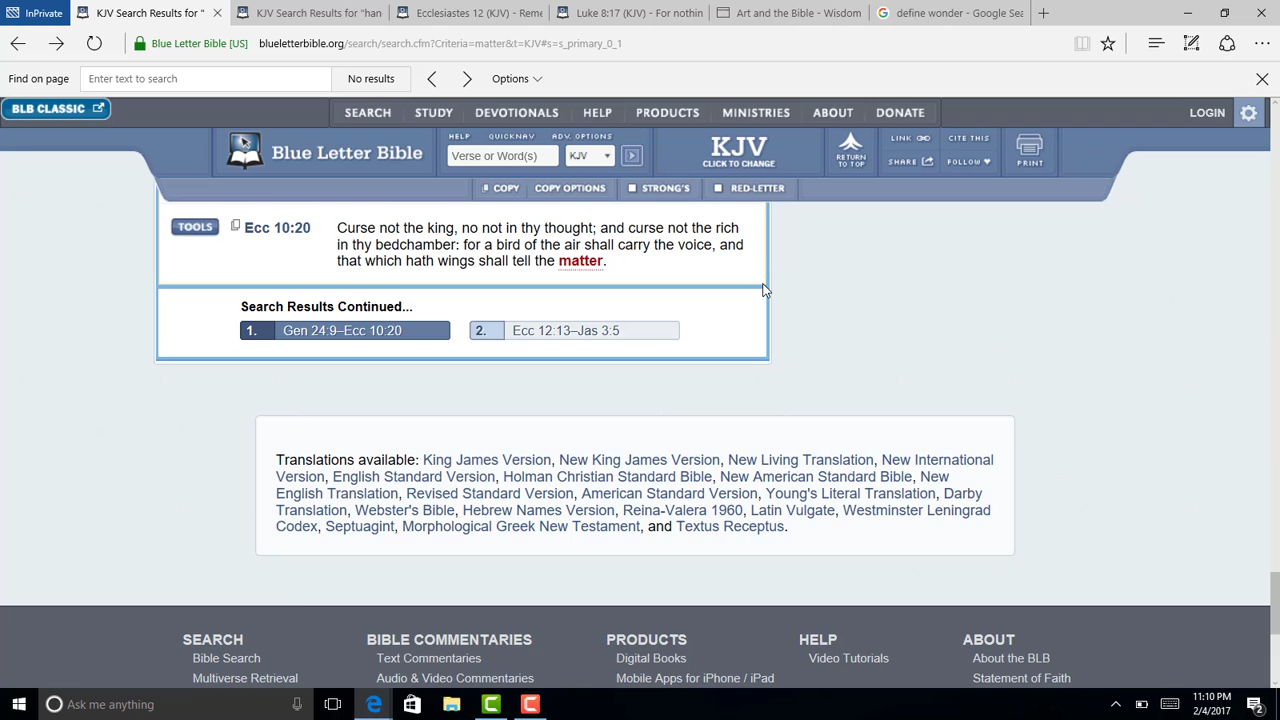 InPrivate
KJV Search Results for "
KJV Search Results for "han
Ecclesiastes 12 (KJV) - Reme
Luke 8:17 (KJV) - For nothin
Art and the Bible - Wisdom
define wonder - Google Sea
Blue Letter Bible [US] blueletterbible.org/search/search.cfm?Criteria=matter&t=KJV#s=s_primary_0_1
Find on page Enter text to search No results Options
BLB CLASSIC SEARCH STUDY DEVOTIONALS HELP PRODUCTS MINISTRIES ABOUT DONATE LOGIN
HELP QUICKNAV ADV. OPTIONS
Blue Letter Bible Verse or Word(s) KJV
KJV
CLICK TO CHANGE
RETURN
TO TOP
LINK CITE THIS
SHARE FOLLOW
PRINT
COPY COPY OPTIONS STRONG'S RED-LETTER
TOOLS Ecc 10:20 Curse not the king, no not in thy thought; and curse not the rich
in thy bedchamber: for a bird of the air shall carry the voice, and
that which hath wings shall tell the matter.
Search Results Continued...
1. Gen 24:9–Ecc 10:20 2. Ecc 12:13–Jas 3:5
Translations available: King James Version, New King James Version, New Living Translation, New International
Version, English Standard Version, Holman Christian Standard Bible, New American Standard Bible, New
English Translation, Revised Standard Version, American Standard Version, Young's Literal Translation, Darby
Translation, Webster's Bible, Hebrew Names Version, Reina-Valera 1960, Latin Vulgate, Westminster Leningrad
Codex, Septuagint, Morphological Greek New Testament, and Textus Receptus.
SEARCH BIBLE COMMENTARIES PRODUCTS HELP ABOUT
Bible Search Text Commentaries Digital Books Video Tutorials About the BLB
Multiverse Retrieval Audio & Video Commentaries Mobile Apps for iPhone / iPad Statement of Faith
Ask me anything
11:10 PM
2/4/2017
2